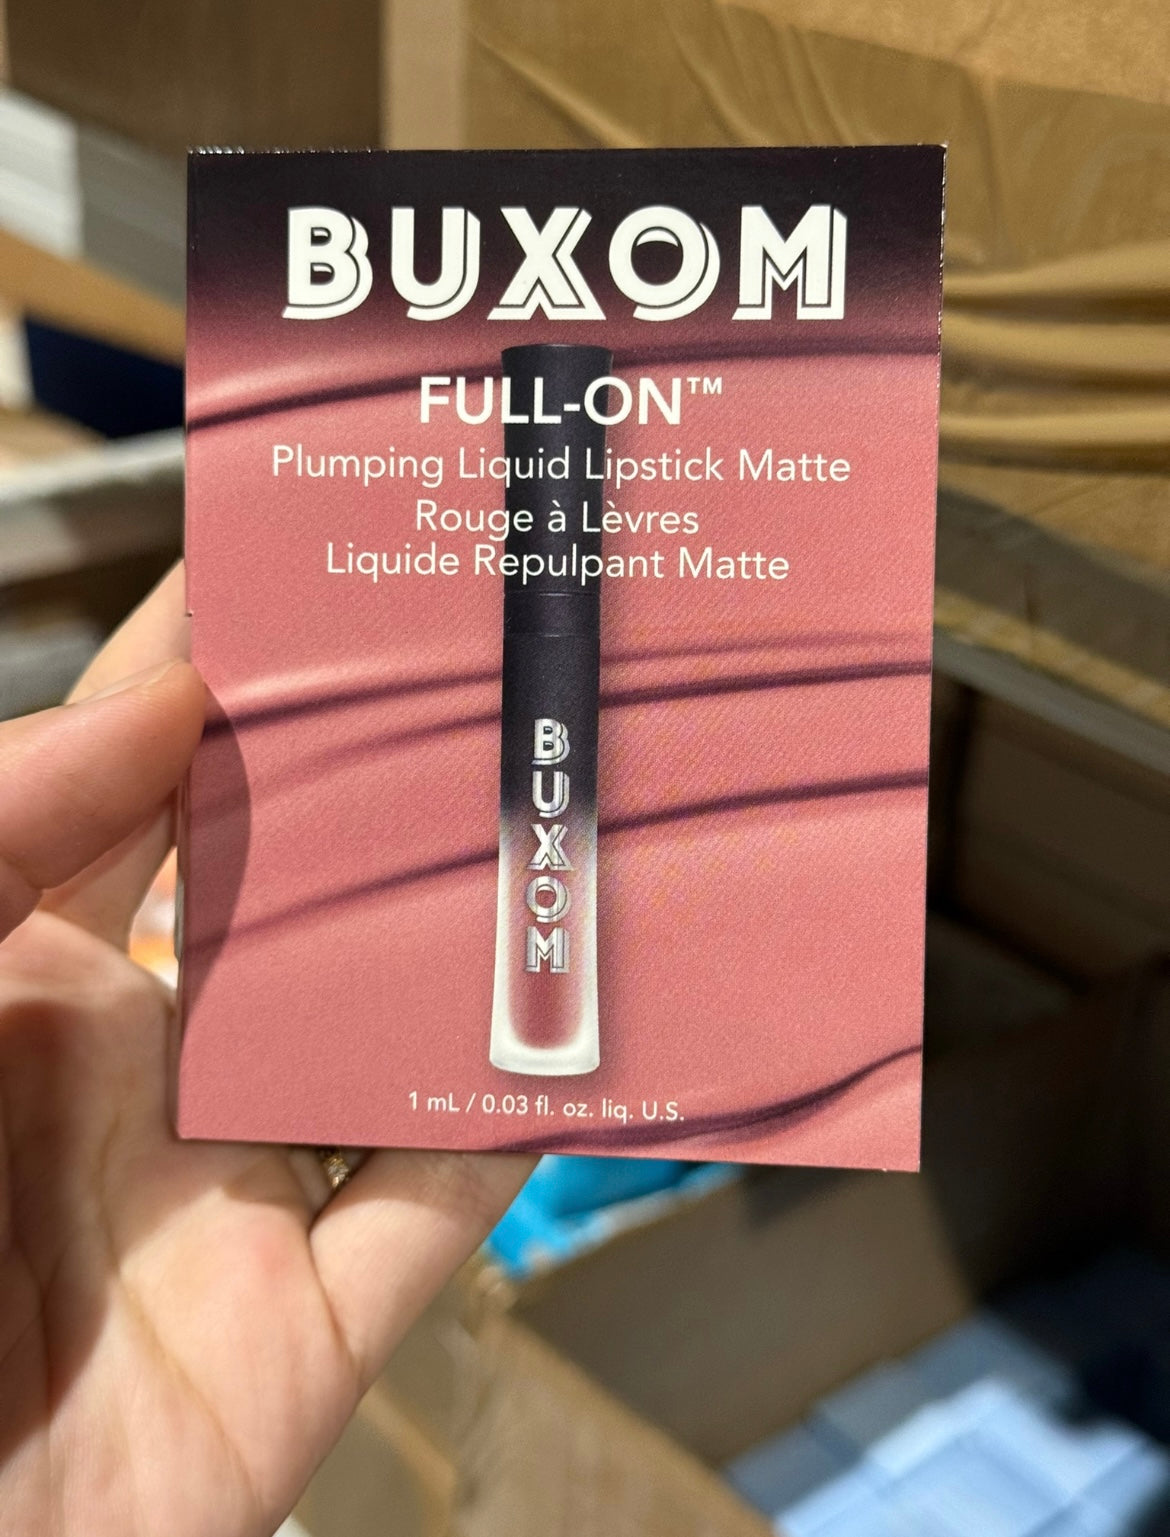 BUXOM
FULL-ON™
Plumping Liquid Lipstick Matte
Rouge à Lèvres
Liquide Repulpant Matte
BUXOM
1 mL / 0.03 fl. oz. liq. U.S.